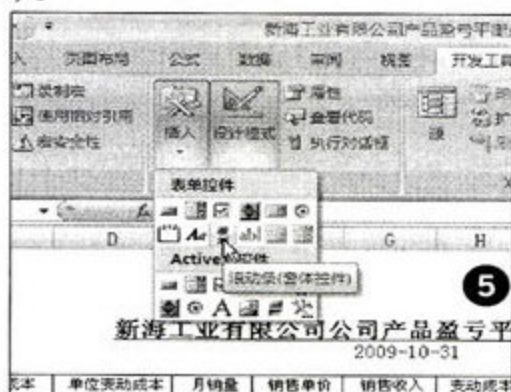 新海工业有限公司产品盈亏平
入 页面布局 公式 数据 审阅 视图 开发工具
录制宏 属性
使用相对引用 查看代码
宏安全性 插入 设计模式 执行对话框 源
表单控件
D G H
ActiveX控件
滚动条(窗体控件)
5
新海工业有限公司公司产品盈亏平
2009-10-31
成本 单位变动成本 月销量 销售单价 销售收入 变动成本